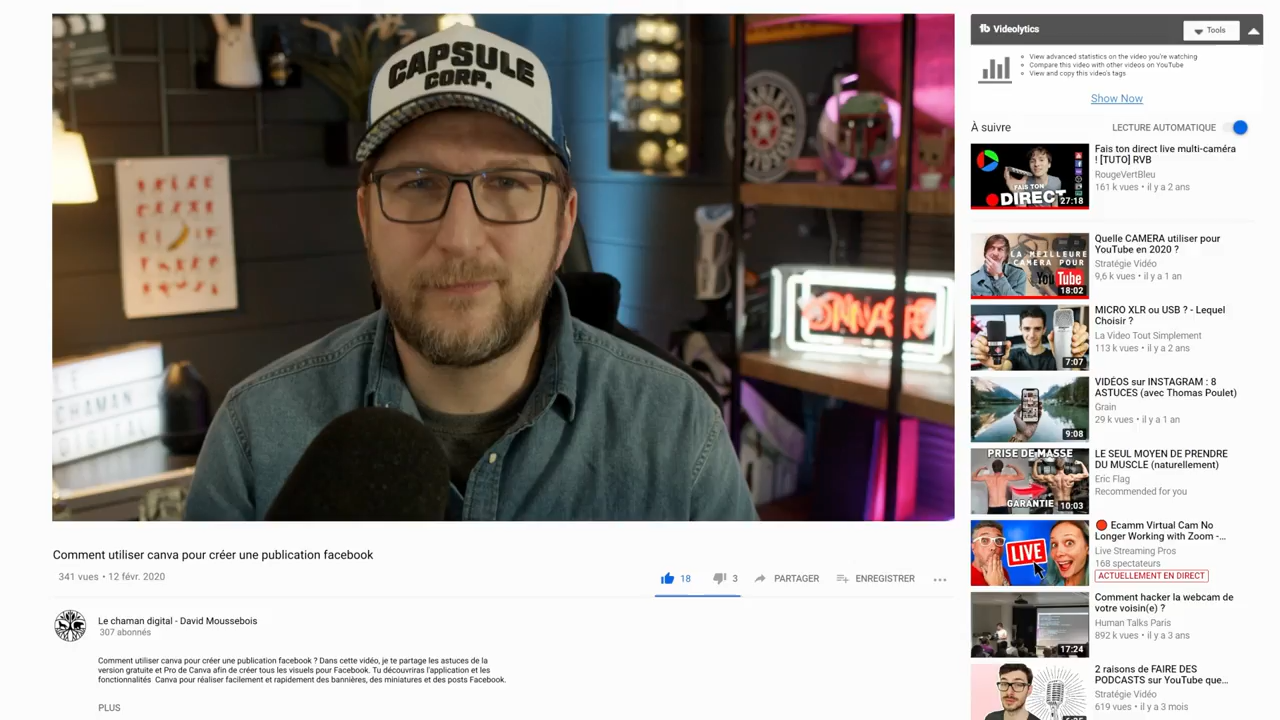 CAPSULE
CORP.
CHAMAN
DIGITAL
Comment utiliser canva pour créer une publication facebook
341 vues • 12 févr. 2020
18
3
PARTAGER
ENREGISTRER
Le chaman digital - David Moussebois
307 abonnés
Comment utiliser canva pour créer une publication facebook ? Dans cette vidéo, je te partage les astuces de la
version gratuite et Pro de Canva afin de créer tous les visuels pour Facebook. Tu découvriras l'application et les
fonctionnalités Canva pour réaliser facilement et rapidement des bannières, des miniatures et des posts Facebook.
PLUS
Videolytics
Tools
View advanced statistics on the video you're watching
Compare this video with other videos on YouTube
View and copy this video's tags
Show Now
À suivre
LECTURE AUTOMATIQUE
FAIS TON
DIRECT
27:18
Fais ton direct live multi-caméra
! [TUTO] RVB
RougeVertBleu
161 k vues • il y a 2 ans
LA MEILLEURE
CAMERA POUR
YouTube
18:02
Quelle CAMERA utiliser pour
YouTube en 2020 ?
Stratégie Vidéo
9,6 k vues • il y a 1 an
7:07
MICRO XLR ou USB ? - Lequel
Choisir ?
La Video Tout Simplement
113 k vues • il y a 2 ans
9:08
VIDÉOS sur INSTAGRAM : 8
ASTUCES (avec Thomas Poulet)
Grain
29 k vues • il y a 1 an
PRISE DE MASSE
GARANTIE
10:03
LE SEUL MOYEN DE PRENDRE
DU MUSCLE (naturellement)
Eric Flag
Recommended for you
LIVE
Ecamm Virtual Cam No
Longer Working with Zoom -...
Live Streaming Pros
168 spectateurs
ACTUELLEMENT EN DIRECT
17:24
Comment hacker la webcam de
votre voisin(e) ?
Human Talks Paris
892 k vues • il y a 3 ans
2 raisons de FAIRE DES
PODCASTS sur YouTube que...
Stratégie Vidéo
619 vues • il y a 3 mois